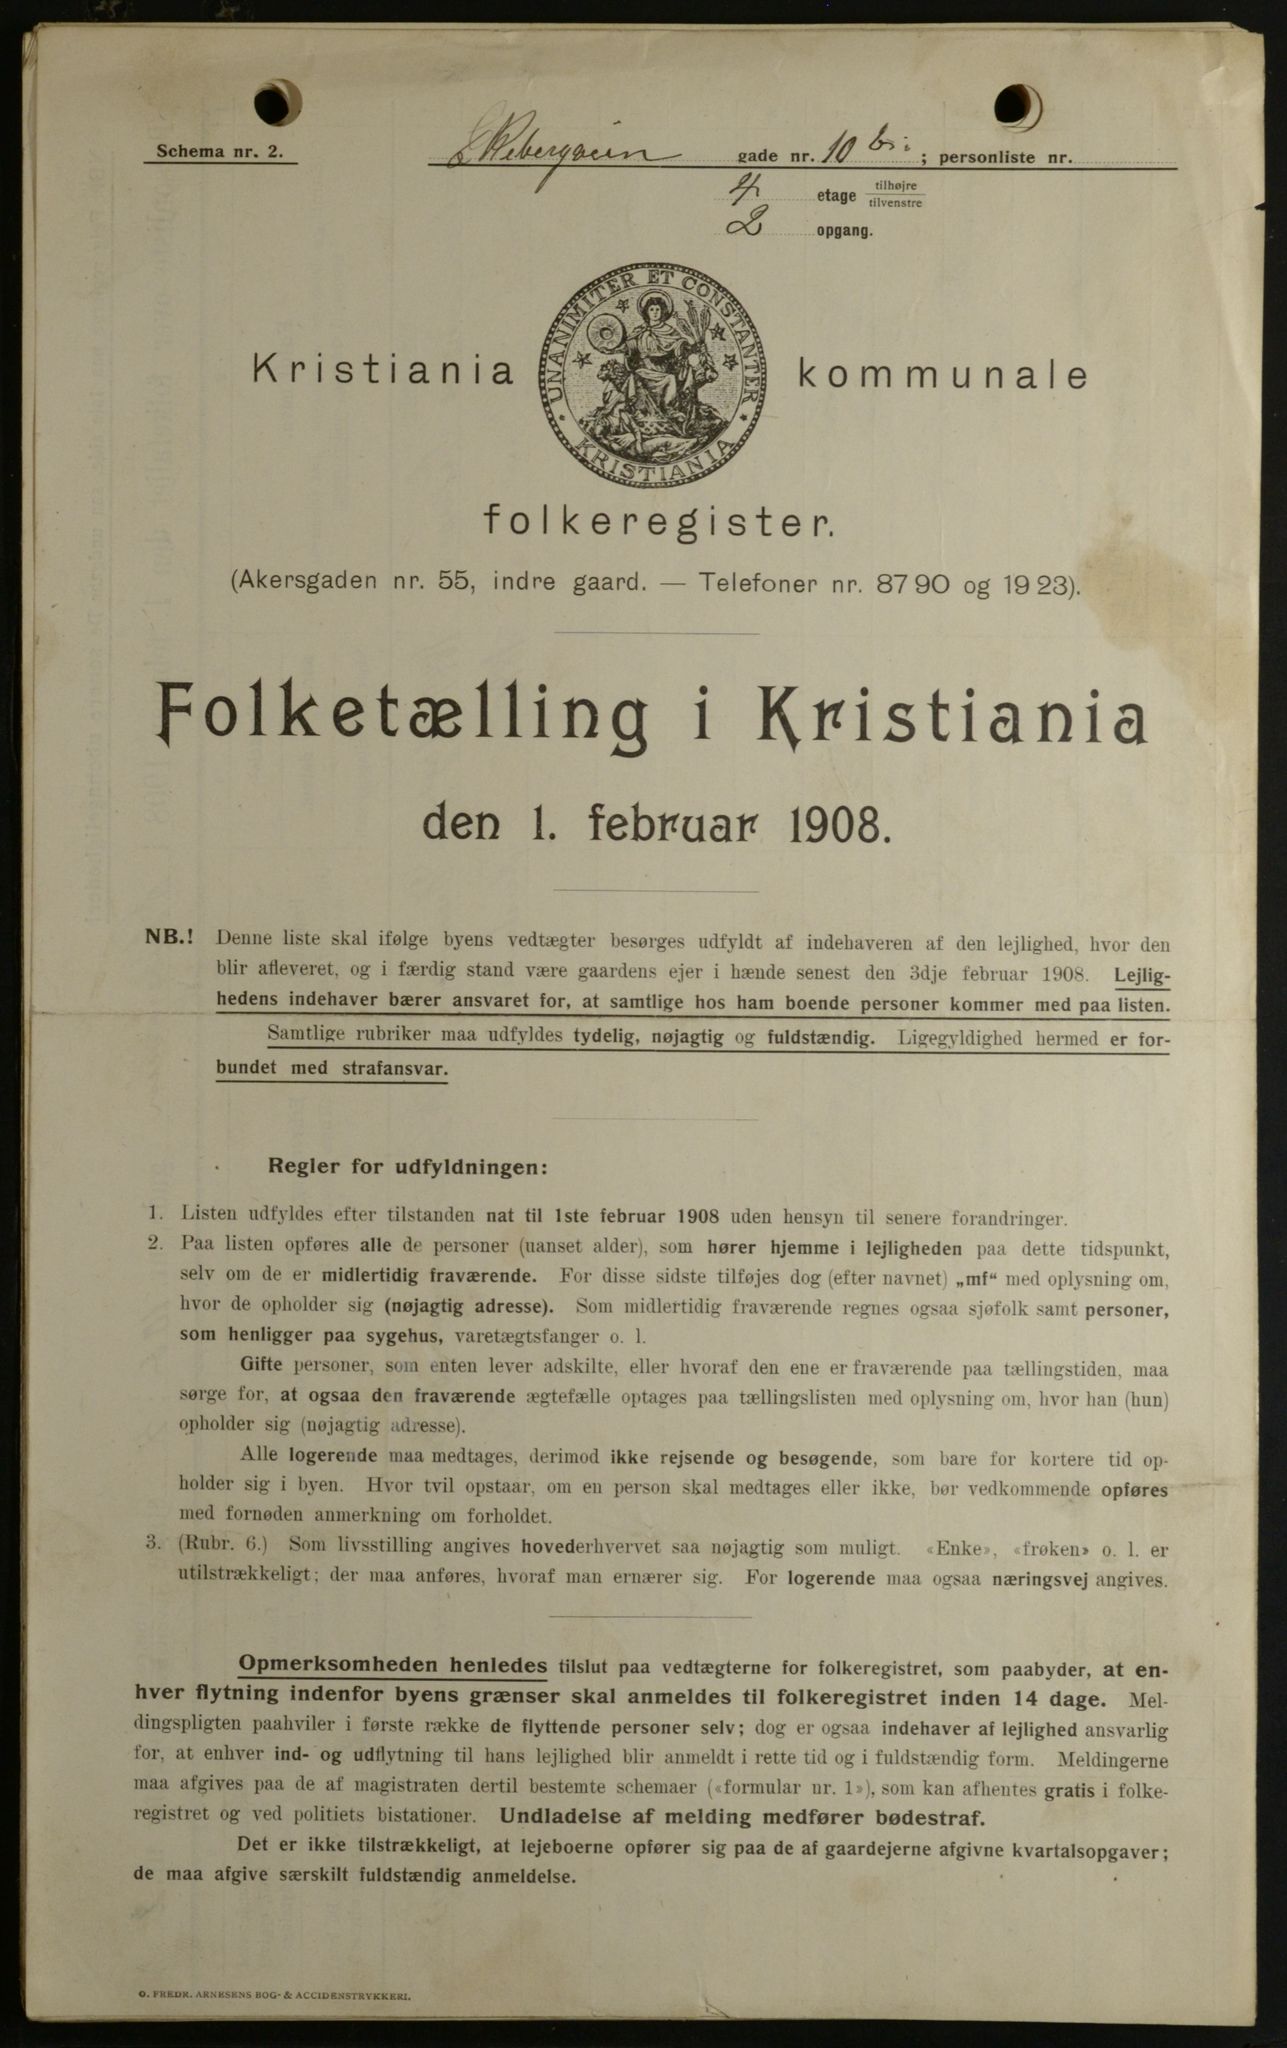 Schema nr. 2.
Ekebergveien gade nr. 10 b; personliste nr.
4 etage tilhøjre
tilvenstre
2 opgang.
UNANIMITER ET CONSTANTER
KRISTIANIA
Kristiania kommunale
folkeregister.
(Akersgaden nr. 55, indre gaard. — Telefoner nr. 8790 og 1923).
Folketælling i Kristiania
den 1. februar 1908.
NB.! Denne liste skal ifølge byens vedtægter besørges udfyldt af indehaveren af den lejlighed, hvor den
blir afleveret, og i færdig stand være gaardens ejer i hænde senest den 3dje februar 1908. Lejlig-
hedens indehaver bærer ansvaret for, at samtlige hos ham boende personer kommer med paa listen.
Samtlige rubriker maa udfyldes tydelig, nøjagtig og fuldstændig. Ligegyldighed hermed er for-
bundet med strafansvar.
Regler for udfyldningen:
1. Listen udfyldes efter tilstanden nat til 1ste februar 1908 uden hensyn til senere forandringer.
2. Paa listen opføres alle de personer (uanset alder), som hører hjemme i lejligheden paa dette tidspunkt,
selv om de er midlertidig fraværende. For disse sidste tilføjes dog (efter navnet) „mf“ med oplysning om,
hvor de opholder sig (nøjagtig adresse). Som midlertidig fraværende regnes ogsaa sjøfolk samt personer,
som henligger paa sygehus, varetægtsfanger o. l.
Gifte personer, som enten lever adskilte, eller hvoraf den ene er fraværende paa tællingstiden, maa
sørge for, at ogsaa den fraværende ægtefælle optages paa tællingslisten med oplysning om, hvor han (hun)
opholder sig (nøjagtig adresse).
Alle logerende maa medtages, derimod ikke rejsende og besøgende, som bare for kortere tid op-
holder sig i byen. Hvor tvil opstaar, om en person skal medtages eller ikke, bør vedkommende opføres
med fornøden anmerkning om forholdet.
3. (Rubr. 6.) Som livsstilling angives hovederhvervet saa nøjagtig som muligt. «Enke», «frøken» o. l. er
utilstrækkeligt; der maa anføres, hvoraf man ernærer sig. For logerende maa ogsaa næringsvej angives.
Opmerksomheden henledes tilslut paa vedtægterne for folkeregistret, som paabyder, at en-
hver flytning indenfor byens grænser skal anmeldes til folkeregistret inden 14 dage. Mel-
dingspligten paahviler i første række de flyttende personer selv; dog er ogsaa indehaver af lejlighed ansvarlig
for, at enhver ind- og udflytning til hans lejlighed blir anmeldt i rette tid og i fuldstændig form. Meldingerne
maa afgives paa de af magistraten dertil bestemte schemaer («formular nr. 1»), som kan afhentes gratis i folke-
registret og ved politiets bistationer. Undladelse af melding medfører bødestraf.
Det er ikke tilstrækkeligt, at lejeboerne opfører sig paa de af gaardejerne afgivne kvartalsopgaver;
de maa afgive særskilt fuldstændig anmeldelse.
O. FREDR. ARNESENS BOG- & ACCIDENSTRYKKERI.